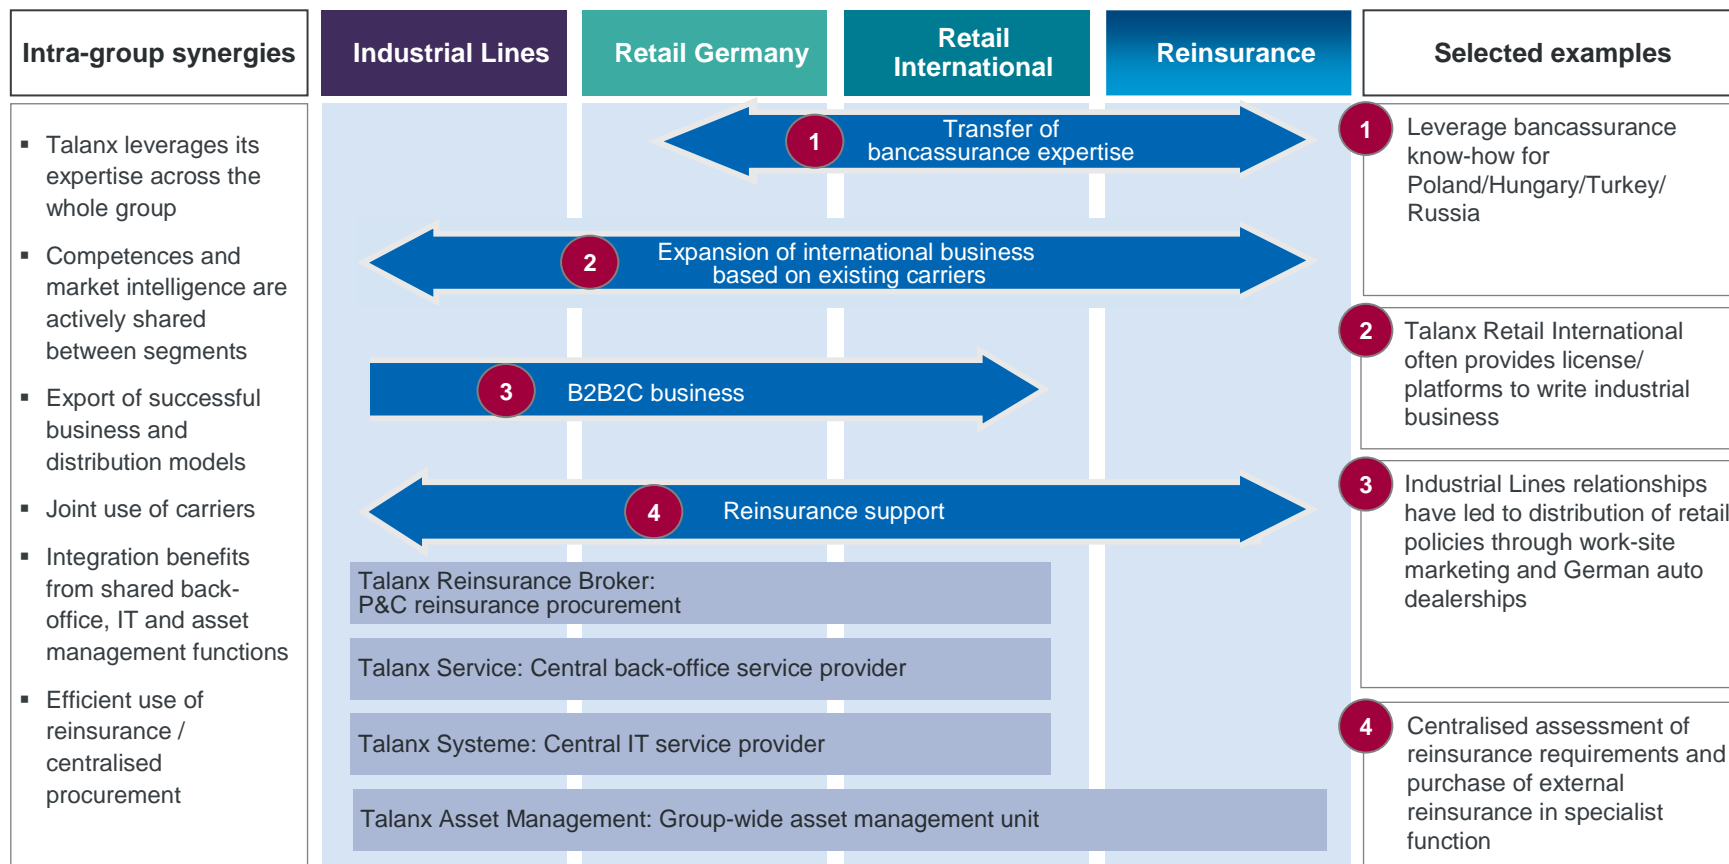 Intra-group synergies
Industrial Lines
Retail Germany
Retail
International
Reinsurance
Selected examples
▪ Talanx leverages its
expertise across the
whole group
▪ Competences and
market intelligence are
actively shared
between segments
▪ Export of successful
business and
distribution models
▪ Joint use of carriers
▪ Integration benefits
from shared back-
office, IT and asset
management functions
▪ Efficient use of
reinsurance /
centralised
procurement
1
Transfer of
bancassurance expertise
2
Expansion of international business
based on existing carriers
3
B2B2C business
4
Reinsurance support
Talanx Reinsurance Broker:
P&C reinsurance procurement
Talanx Service: Central back-office service provider
Talanx Systeme: Central IT service provider
Talanx Asset Management: Group-wide asset management unit
1
Leverage bancassurance
know-how for
Poland/Hungary/Turkey/
Russia
2
Talanx Retail International
often provides license/
platforms to write industrial
business
3
Industrial Lines relationships
have led to distribution of retail
policies through work-site
marketing and German auto
dealerships
4
Centralised assessment of
reinsurance requirements and
purchase of external
reinsurance in specialist
function